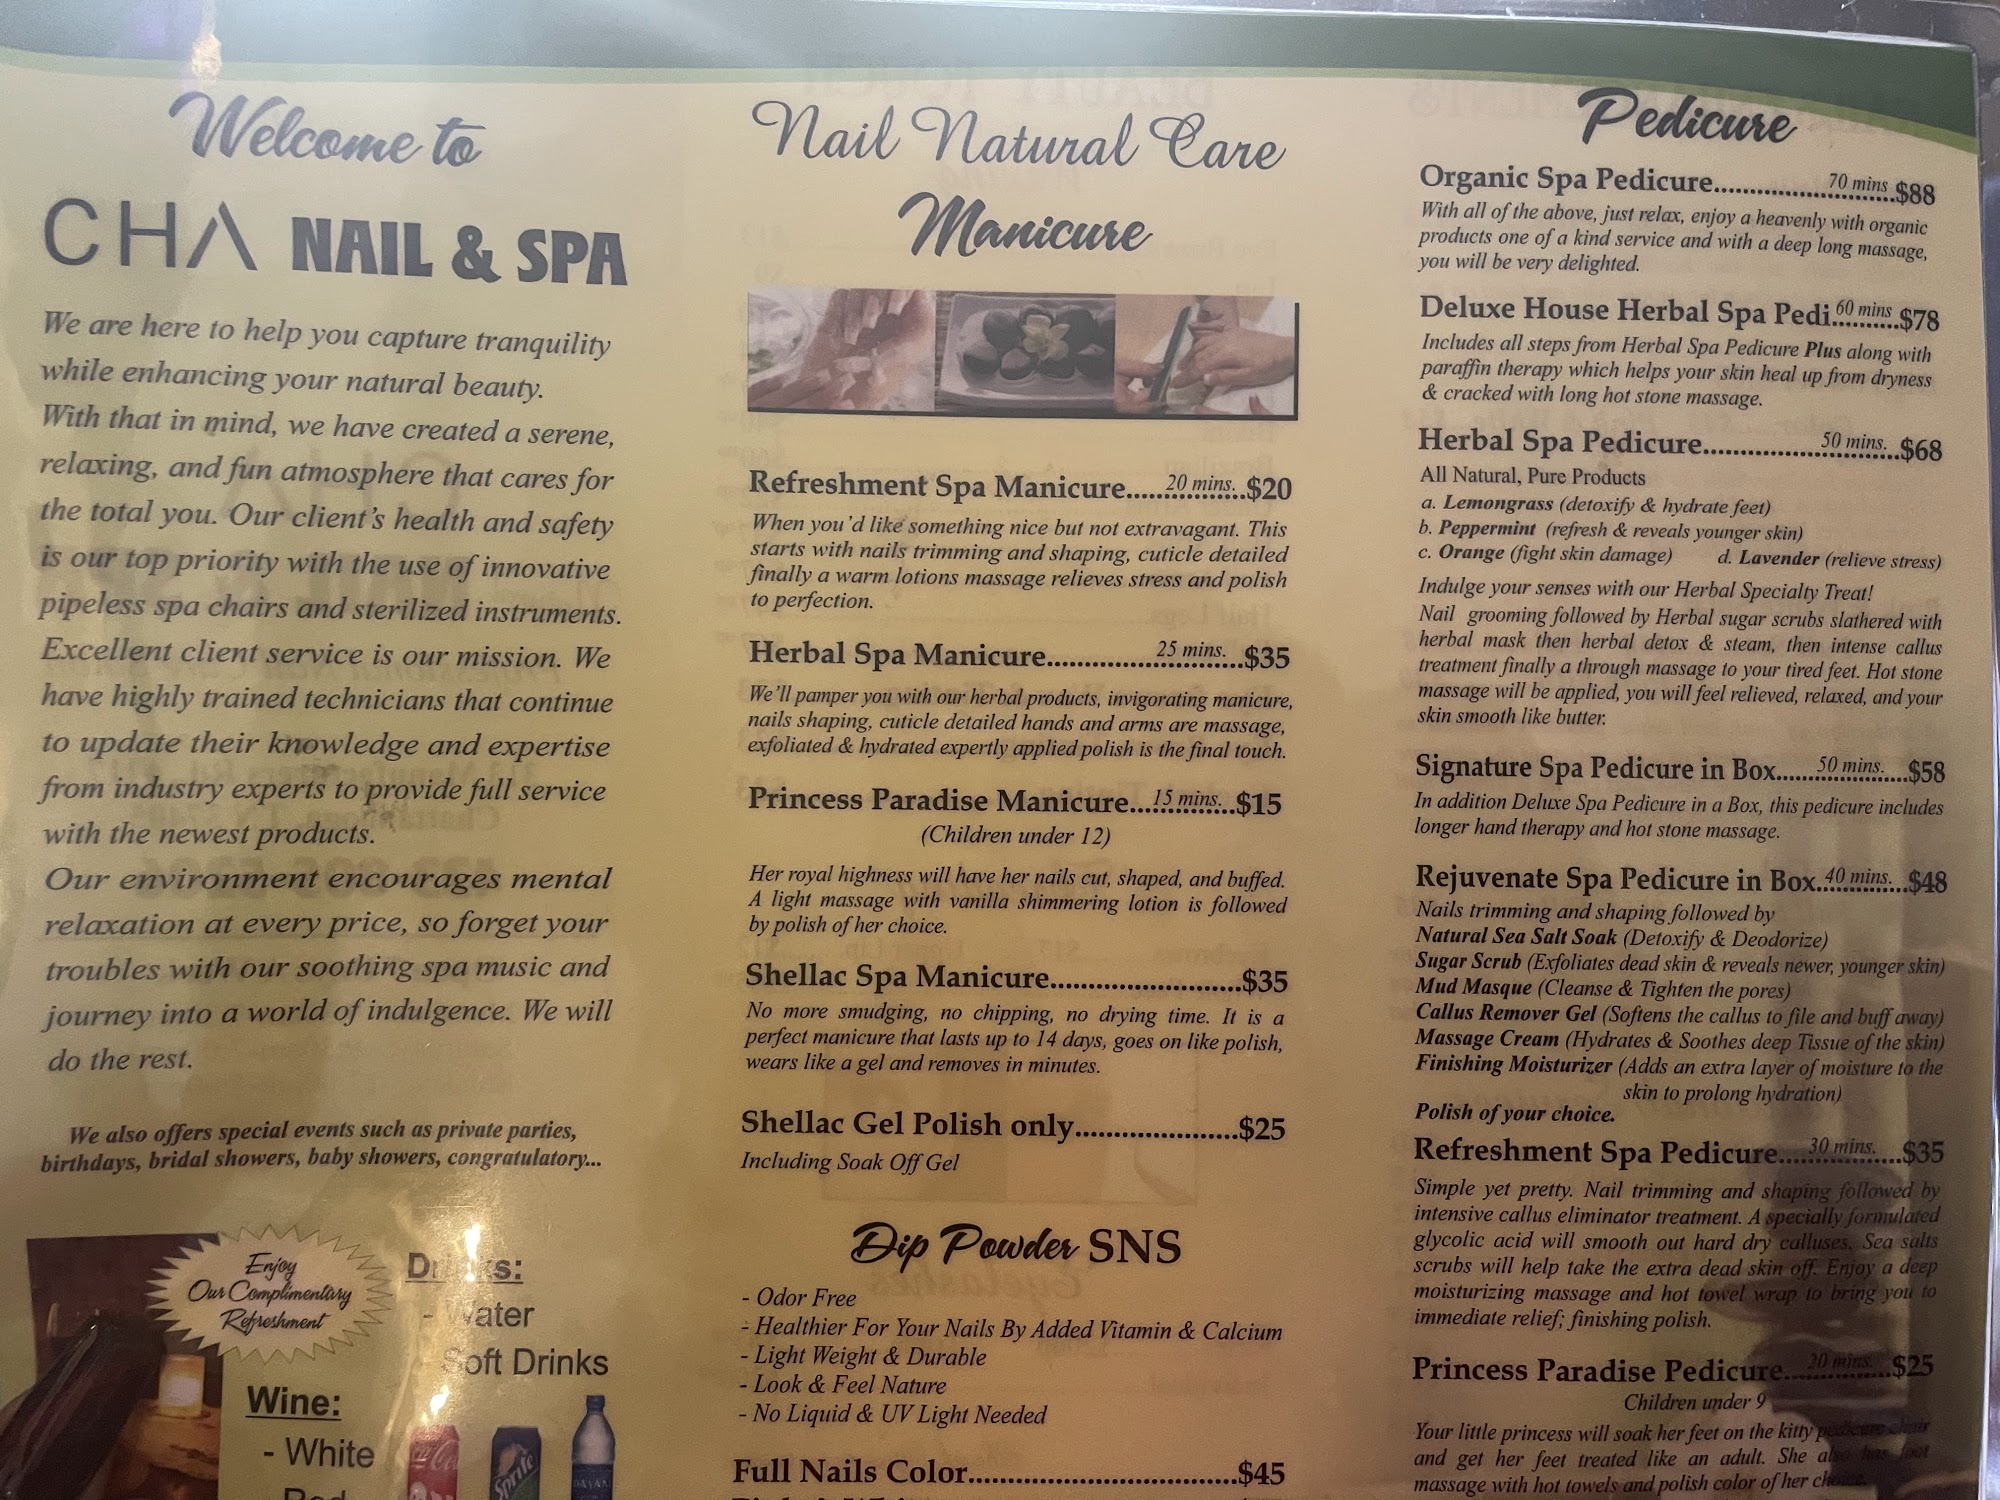 Welcome to
CHA NAIL & SPA
We are here to help you capture tranquility
while enhancing your natural beauty.
With that in mind, we have created a serene,
relaxing, and fun atmosphere that cares for
the total you. Our client's health and safety
is our top priority with the use of innovative
pipeless spa chairs and sterilized instruments.
Excellent client service is our mission. We
have highly trained technicians that continue
to update their knowledge and expertise
from industry experts to provide full service
with the newest products.
Our environment encourages mental
relaxation at every price, so forget your
troubles with our soothing spa music and
journey into a world of indulgence. We will
do the rest.
We also offers special events such as private parties,
birthdays, bridal showers, baby showers, congratulatory...
Enjoy
Our Complimentary
Refreshment
Drinks:
- Water
Soft Drinks
Wine:
- White
Red
Sprite
Nail Natural Care
Manicure
Refreshment Spa Manicure.....20 mins...$20
When you'd like something nice but not extravagant. This
starts with nails trimming and shaping, cuticle detailed
finally a warm lotions massage relieves stress and polish
to perfection.
Herbal Spa Manicure.....25 mins...$35
We'll pamper you with our herbal products, invigorating manicure,
nails shaping, cuticle detailed hands and arms are massage,
exfoliated & hydrated expertly applied polish is the final touch.
Princess Paradise Manicure...15 mins...$15
(Children under 12)
Her royal highness will have her nails cut, shaped, and buffed.
A light massage with vanilla shimmering lotion is followed
by polish of her choice.
Shellac Spa Manicure..........$35
No more smudging, no chipping, no drying time. It is a
perfect manicure that lasts up to 14 days, goes on like polish,
wears like a gel and removes in minutes.
Shellac Gel Polish only..........$25
Including Soak Off Gel
Dip Powder SNS
- Odor Free
- Healthier For Your Nails By Added Vitamin & Calcium
- Light Weight & Durable
- Look & Feel Nature
- No Liquid & UV Light Needed
Full Nails Color..........$45
Pedicure
Organic Spa Pedicure.....70 mins...$88
With all of the above, just relax, enjoy a heavenly with organic
products one of a kind service and with a deep long massage,
you will be very delighted.
Deluxe House Herbal Spa Pedi...60 mins...$78
Includes all steps from Herbal Spa Pedicure Plus along with
paraffin therapy which helps your skin heal up from dryness
& cracked with long hot stone massage.
Herbal Spa Pedicure.....50 mins...$68
All Natural, Pure Products
a. Lemongrass (detoxify & hydrate feet)
b. Peppermint (refresh & reveals younger skin)
c. Orange (fight skin damage) d. Lavender (relieve stress)
Indulge your senses with our Herbal Specialty Treat!
Nail grooming followed by Herbal sugar scrubs slathered with
herbal mask then herbal detox & steam, then intense callus
treatment finally a through massage to your tired feet. Hot stone
massage will be applied, you will feel relieved, relaxed, and your
skin smooth like butter.
Signature Spa Pedicure in Box.....50 mins...$58
In addition Deluxe Spa Pedicure in a Box, this pedicure includes
longer hand therapy and hot stone massage.
Rejuvenate Spa Pedicure in Box...40 mins...$48
Nails trimming and shaping followed by
Natural Sea Salt Soak (Detoxify & Deodorize)
Sugar Scrub (Exfoliates dead skin & reveals newer, younger skin)
Mud Masque (Cleanse & Tighten the pores)
Callus Remover Gel (Softens the callus to file and buff away)
Massage Cream (Hydrates & Soothes deep Tissue of the skin)
Finishing Moisturizer (Adds an extra layer of moisture to the
skin to prolong hydration)
Polish of your choice.
Refreshment Spa Pedicure.....30 mins...$35
Simple yet pretty. Nail trimming and shaping followed by
intensive callus eliminator treatment. A specially formulated
glycolic acid will smooth out hard dry calluses. Sea salts
scrubs will help take the extra dead skin off. Enjoy a deep
moisturizing massage and hot towel wrap to bring you to
immediate relief; finishing polish.
Princess Paradise Pedicure...20 mins...$25
Children under 9
Your little princess will soak her feet on the kitty pedicure chair
and get her feet treated like an adult. She also has foot
massage with hot towels and polish color of her choice.